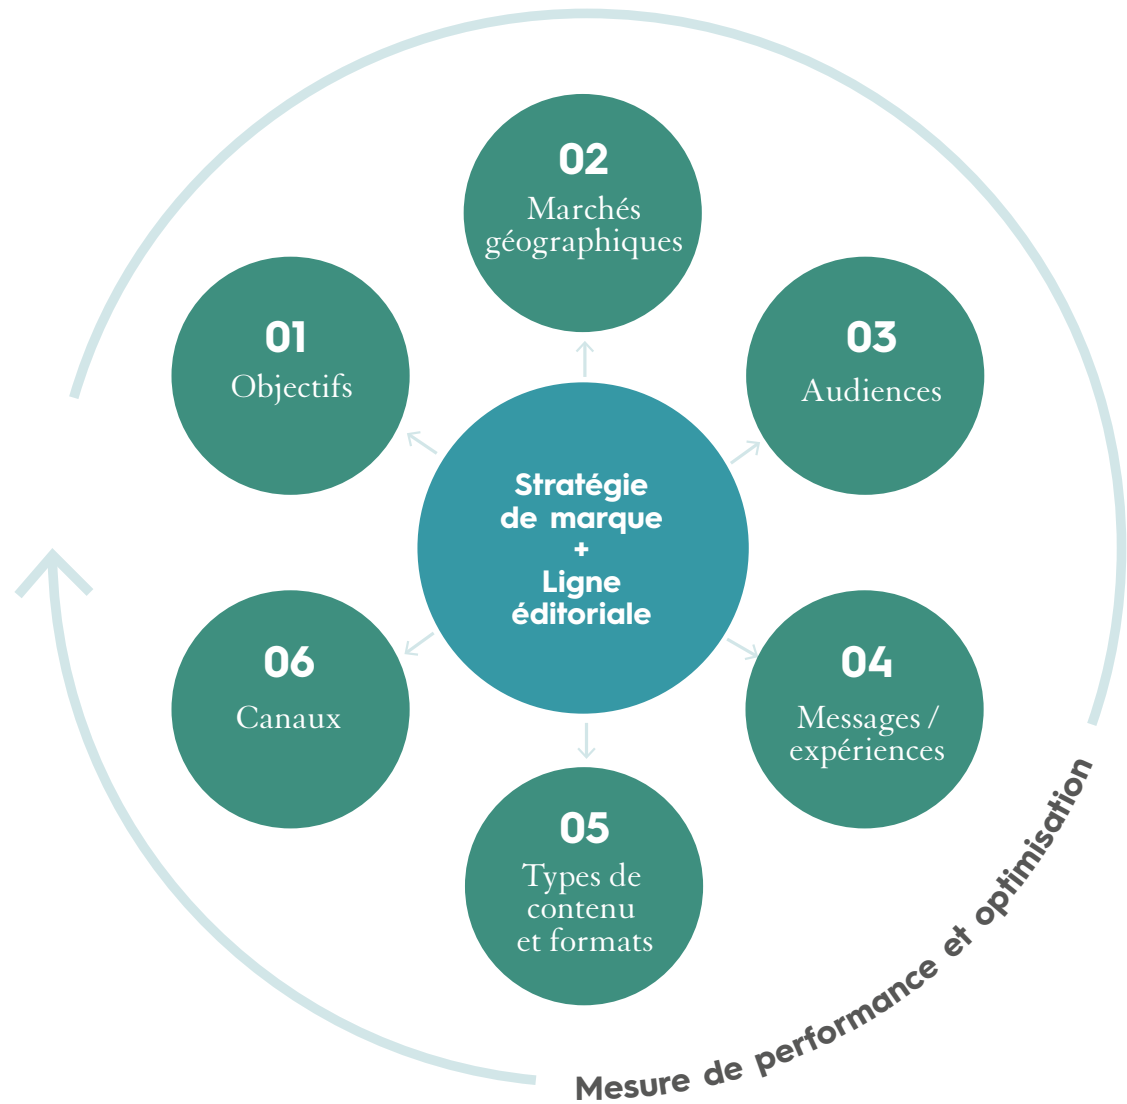 02
Marchés
géographiques
01
Objectifs
03
Audiences
Stratégie
de marque
+
Ligne
éditoriale
06
Canaux
04
Messages /
expériences
05
Types de
contenu
et formats
Mesure de performance et optimisation